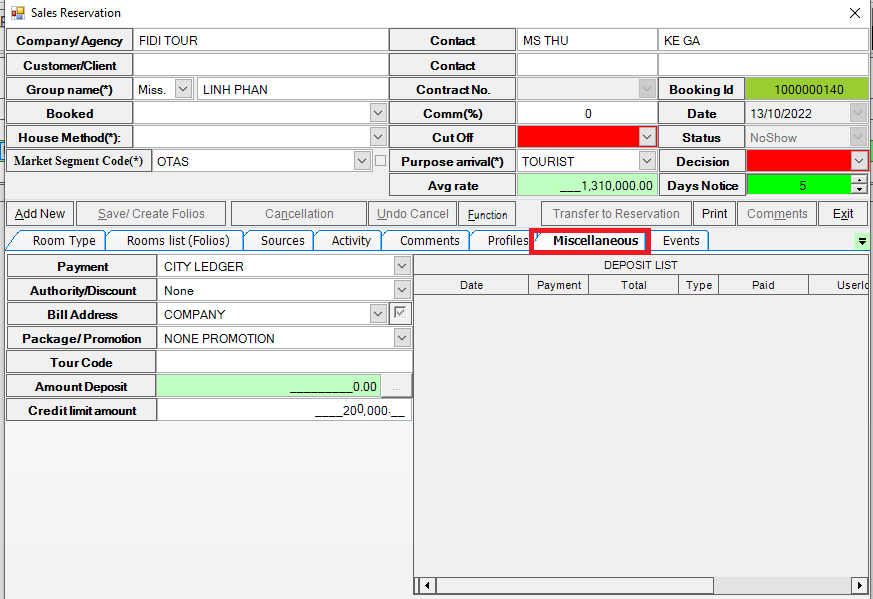 Sales Reservation
Company/ Agency FIDI TOUR Contact MS THU KE GA
Customer/Client Contact
Group name(*) Miss. LINH PHAN Contract No. Booking Id 1000000140
Booked Comm(%) 0 Date 13/10/2022
House Method(*): Cut Off Status NoShow
Market Segment Code(*) OTAS Purpose arrival(*) TOURIST Decision
Avg rate ___1,310,000.00 Days Notice 5
Add New Save/ Create Folios Cancellation Undo Cancel Function Transfer to Reservation Print Comments Exit
Room Type Rooms list (Folios) Sources Activity Comments Profiles Miscellaneous Events
Payment CITY LEDGER DEPOSIT LIST
Authority/Discount None Date Payment Total Type Paid UserId
Bill Address COMPANY
Package/ Promotion NONE PROMOTION
Tour Code
Amount Deposit _________0.00 ...
Credit limit amount ____200,000.__